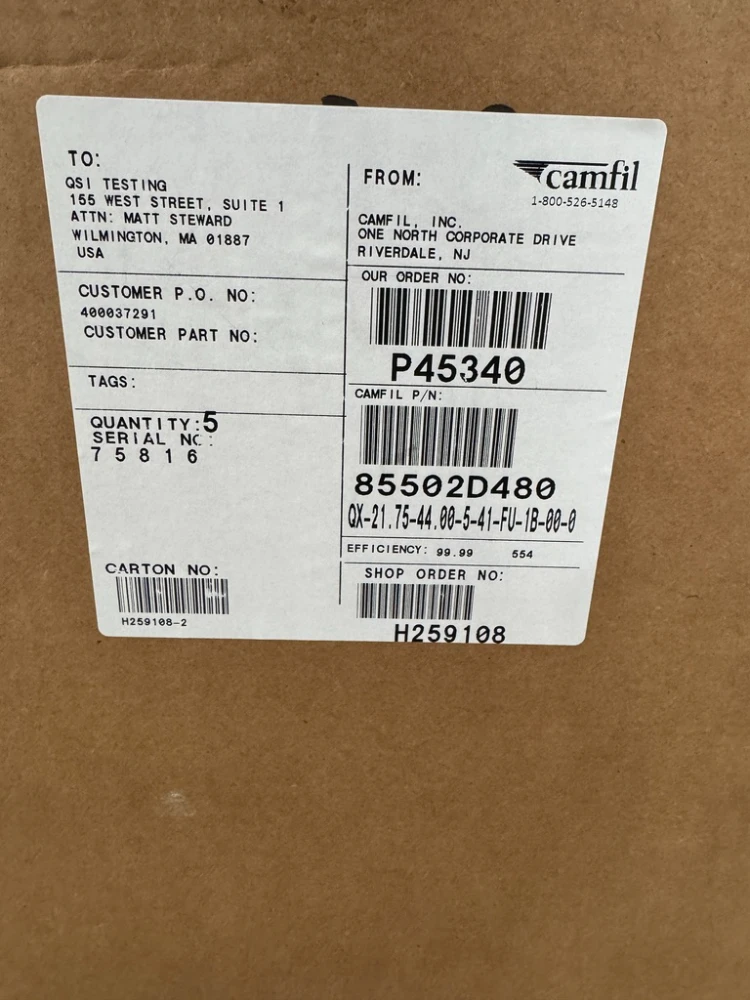 TO:
QSI TESTING
155 WEST STREET, SUITE 1
ATTN: MATT STEWARD
WILMINGTON, MA 01887
USA
FROM:
camfil
1-800-526-5148
CAMFIL, INC.
ONE NORTH CORPORATE DRIVE
RIVERDALE, NJ
CUSTOMER P.O. NO:
400037291
CUSTOMER PART NO:
OUR ORDER NO:
P45340
TAGS:
CAMFIL P/N:
85502D480
QX-21.75-44.00-5-41-FU-1B-00-0
QUANTITY:5
SERIAL NO:
75816
EFFICIENCY: 99.99 554
CARTON NO:
H259108-2
SHOP ORDER NO:
H259108